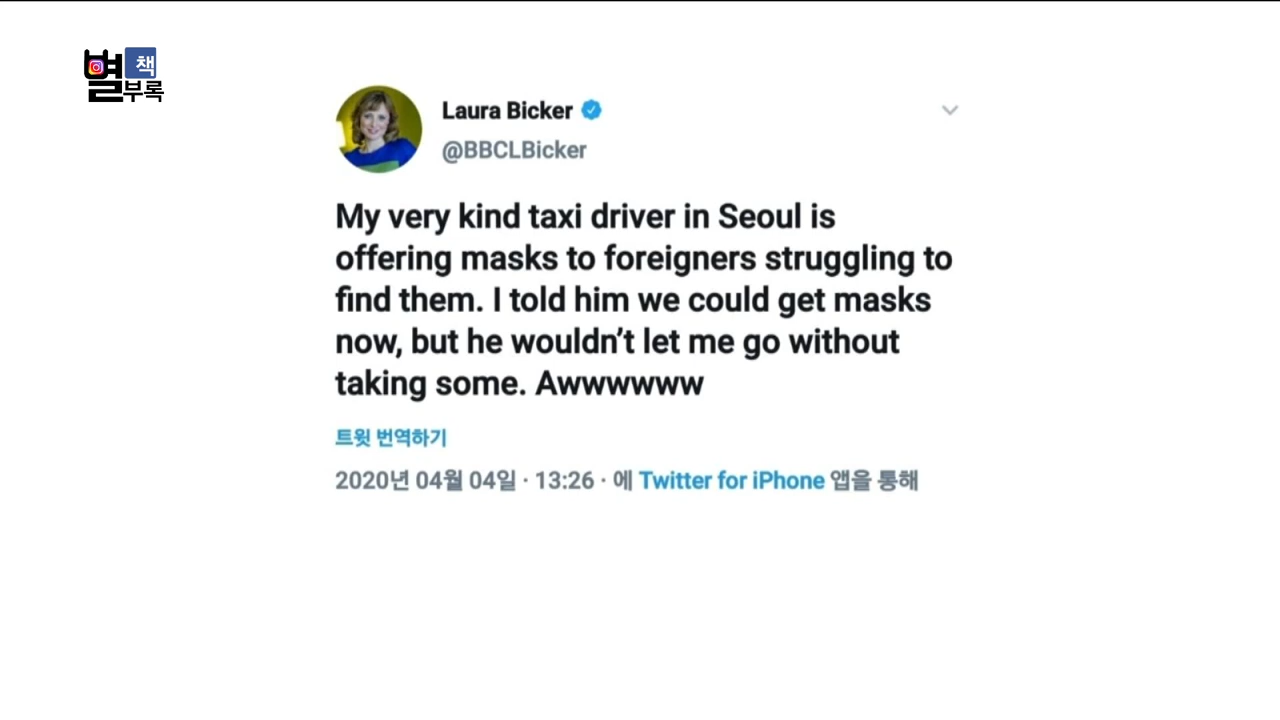 별책
부록
Laura Bicker
@BBCLBicker
My very kind taxi driver in Seoul is
offering masks to foreigners struggling to
find them. I told him we could get masks
now, but he wouldn’t let me go without
taking some. Awwwwww
트윗 번역하기
2020년 04월 04일 · 13:26 · 에 Twitter for iPhone 앱을 통해